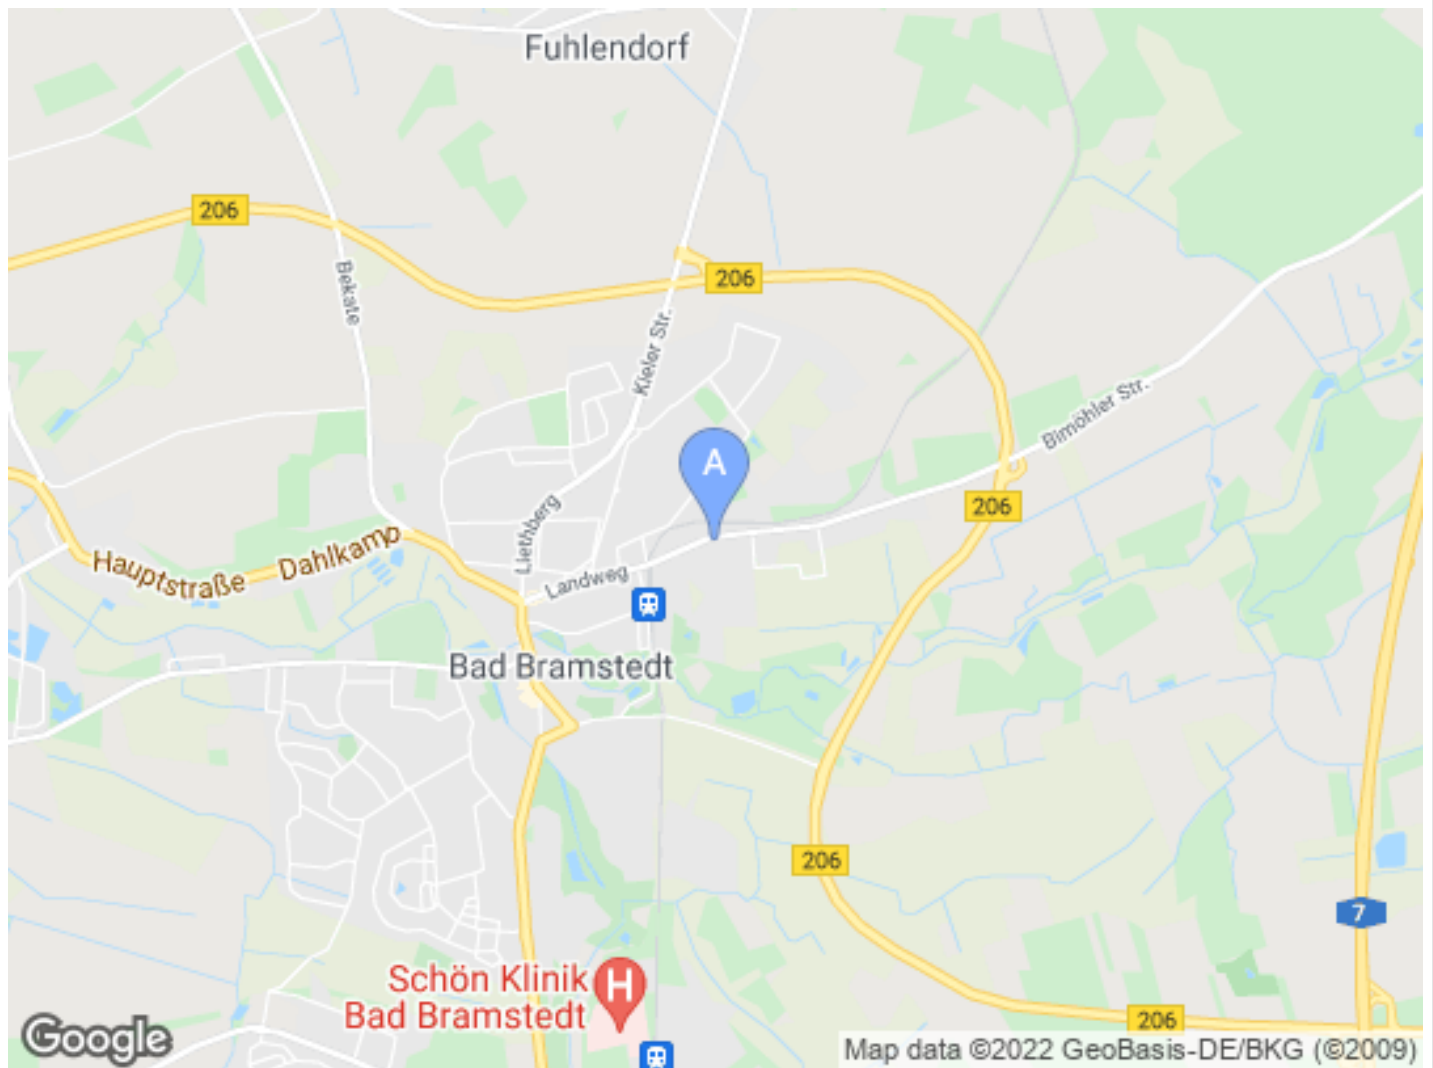 Fuhlendorf
206
Bekate
206
Kieler Str.
Bimöhler Str.
A
206
Liethberg
Hauptstraße
Dahlkamp
Landweg
Bad Bramstedt
206
7
Schön Klinik
Bad Bramstedt
H
206
Google
Map data ©2022 GeoBasis-DE/BKG (©2009)